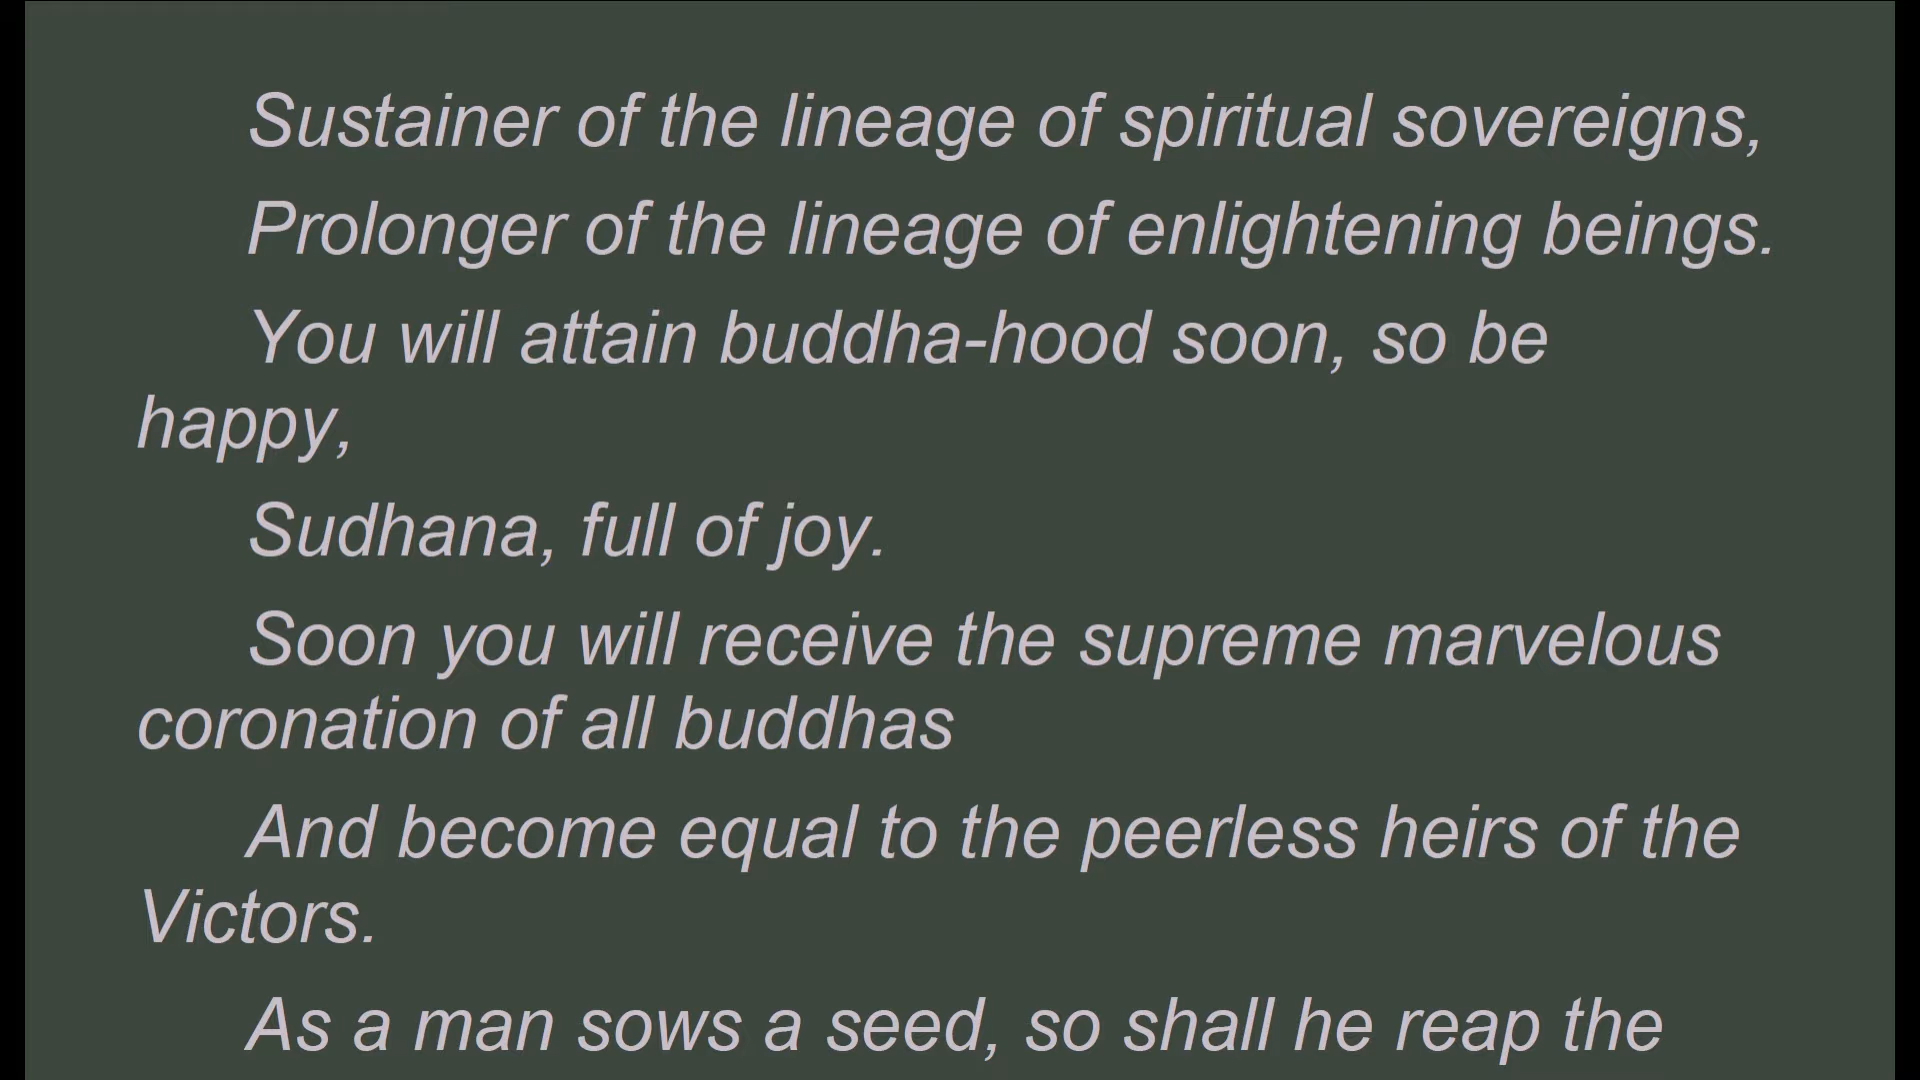 Sustainer of the lineage of spiritual sovereigns,
Prolonger of the lineage of enlightening beings.
You will attain buddha-hood soon, so be
happy,
Sudhana, full of joy.
Soon you will receive the supreme marvelous
coronation of all buddhas
And become equal to the peerless heirs of the
Victors.
As a man sows a seed, so shall he reap the